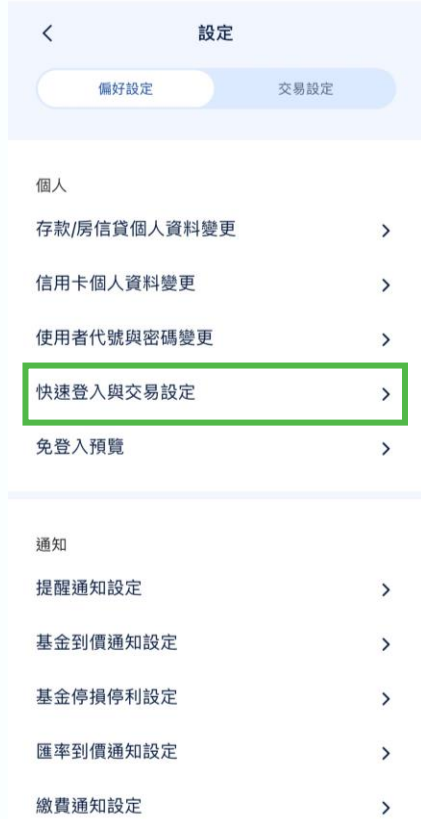 設定
偏好設定
交易設定
個人
存款/房信貸個人資料變更
信用卡個人資料變更
使用者代號與密碼變更
快速登入與交易設定
免登入預覽
通知
提醒通知設定
基金到價通知設定
基金停損停利設定
匯率到價通知設定
繳費通知設定